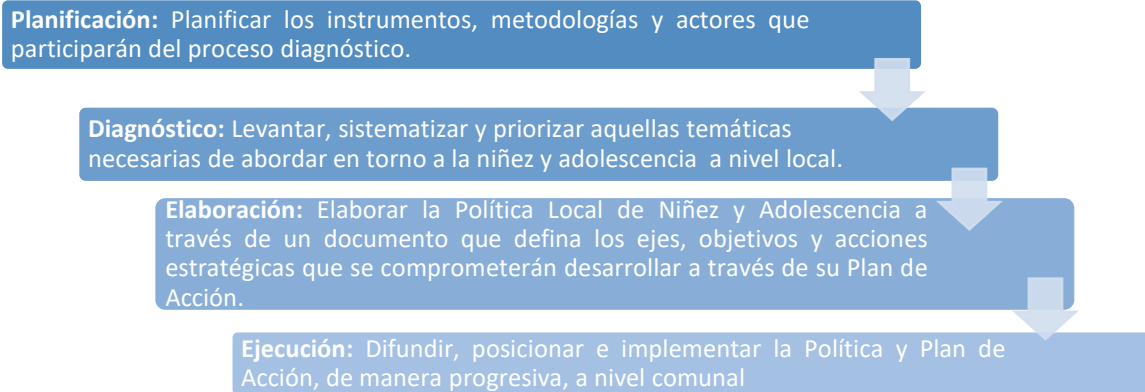 Planificación: Planificar los instrumentos, metodologías y actores que
participarán del proceso diagnóstico.
Diagnóstico: Levantar, sistematizar y priorizar aquellas temáticas
necesarias de abordar en torno a la niñez y adolescencia a nivel local.
Elaboración: Elaborar la Política Local de Niñez y Adolescencia a
través de un documento que defina los ejes, objetivos y acciones
estratégicas que se comprometerán desarrollar a través de su Plan de
Acción.
Ejecución: Difundir, posicionar e implementar la Política y Plan de
Acción, de manera progresiva, a nivel comunal